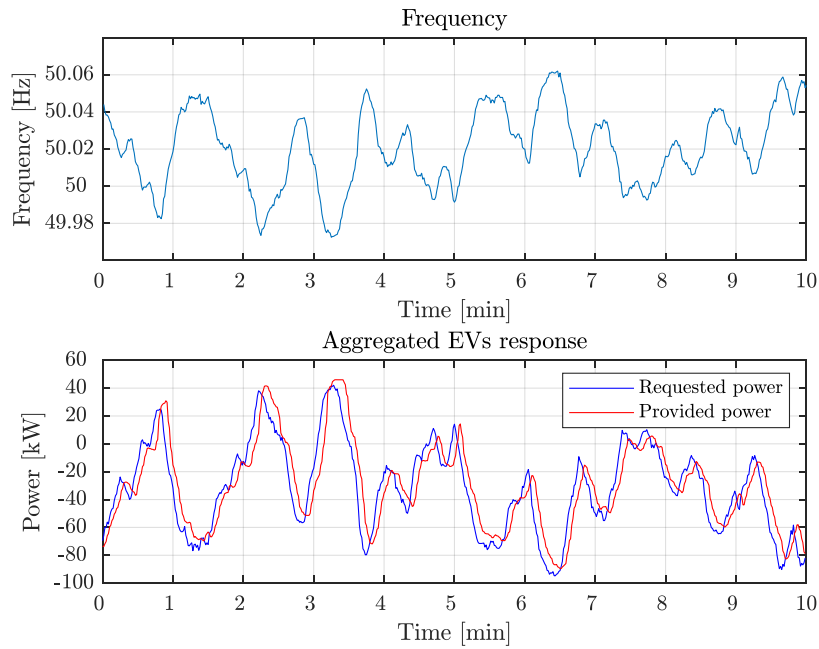 Frequency
50.06
50.04
50.02
50
49.98
Frequency [Hz]
0 1 2 3 4 5 6 7 8 9 10
Time [min]
Aggregated EVs response
60
40
20
0
-20
-40
-60
-80
-100
Power [kW]
Requested power
Provided power
0 1 2 3 4 5 6 7 8 9 10
Time [min]